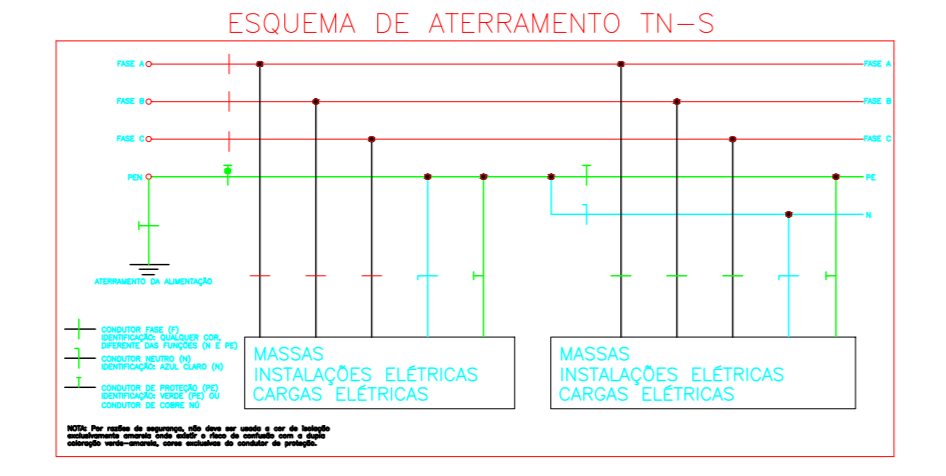 ESQUEMA DE ATERRAMENTO TN-S
FASE A
FASE A
FASE B
FASE B
FASE C
FASE C
PEN
PE
N
ATERRAMENTO DA ALIMENTAÇÃO
CONDUTOR FASE (F)
IDENTIFICAÇÃO: QUALQUER COR,
DIFERENTE DAS FUNÇÕES (N E PE)
CONDUTOR NEUTRO (N)
IDENTIFICAÇÃO: AZUL CLARO (N)
CONDUTOR DE PROTEÇÃO (PE)
IDENTIFICAÇÃO: VERDE (PE) OU
CONDUTOR DE COBRE NÚ
MASSAS
INSTALAÇÕES ELÉTRICAS
CARGAS ELÉTRICAS
MASSAS
INSTALAÇÕES ELÉTRICAS
CARGAS ELÉTRICAS
NOTA: Por razões de segurança, não deve ser usada a cor de isolação
exclusivamente amarela onde existir o risco de confusão com a dupla
coloração verde-amarela, cores exclusivas do condutor de proteção.